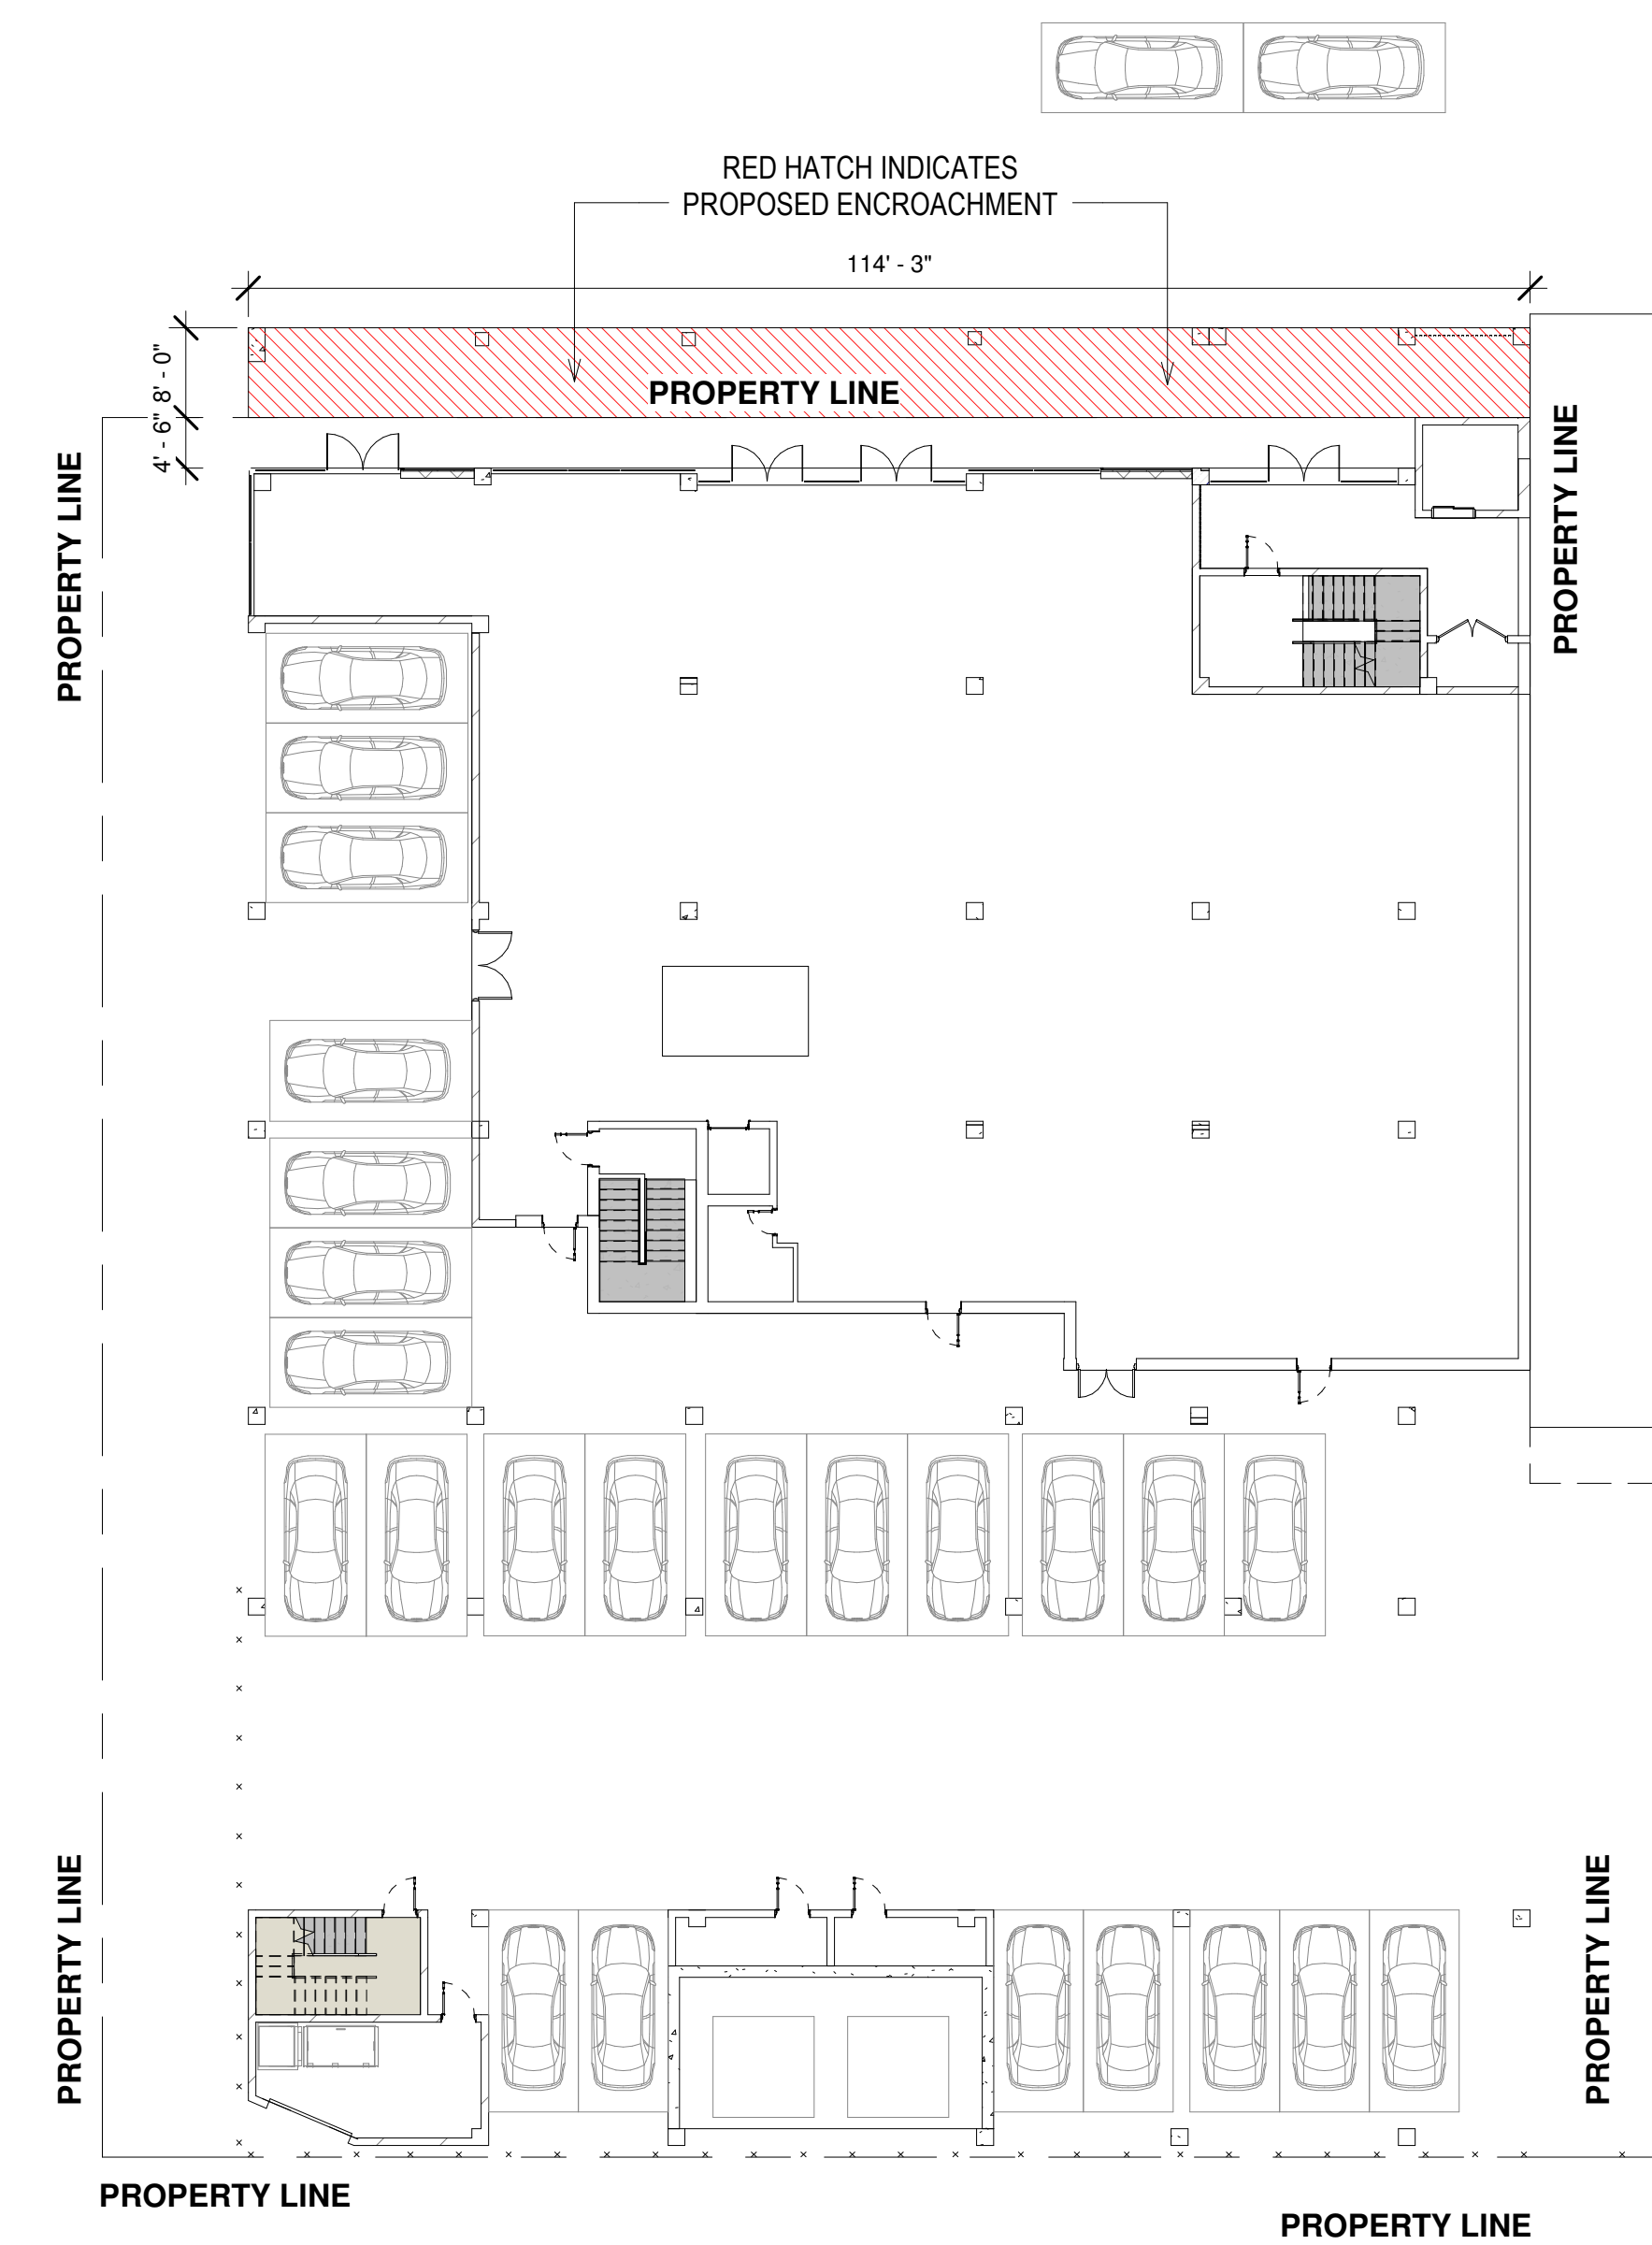 RED HATCH INDICATES
PROPOSED ENCROACHMENT
114' - 3"
8' - 0"
4' - 6"
PROPERTY LINE
PROPERTY LINE
PROPERTY LINE
PROPERTY LINE
PROPERTY LINE
PROPERTY LINE
PROPERTY LINE